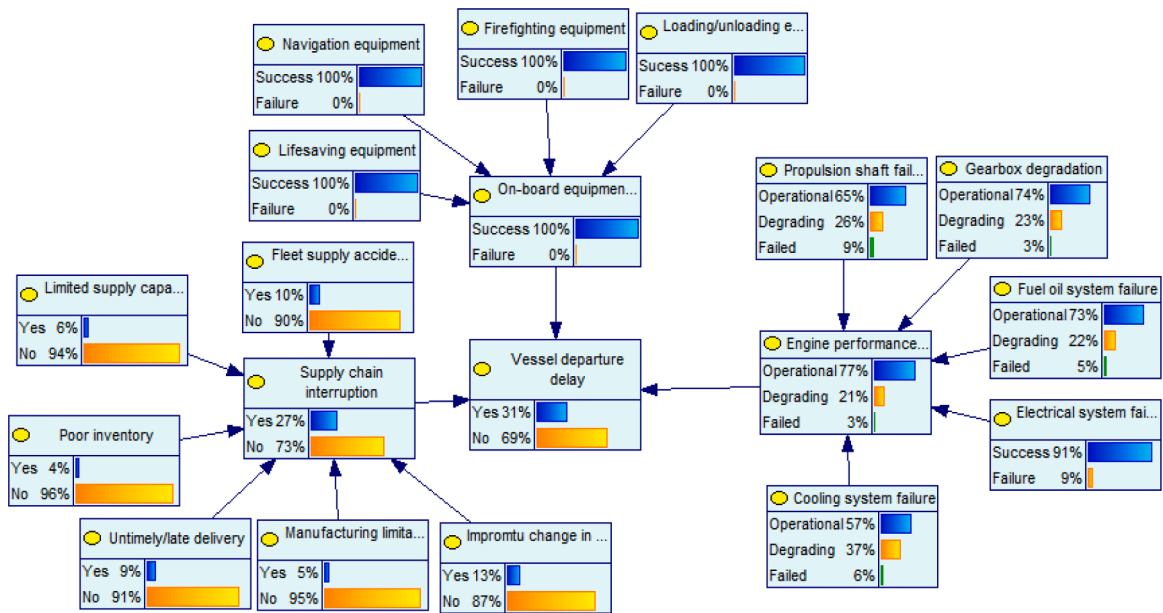 Navigation equipment
Success 100%
Failure 0%
Firefighting equipment
Success 100%
Failure 0%
Loading/unloading e...
Sucess 100%
Failure 0%
Lifesaving equipment
Success 100%
Failure 0%
On-board equipmen...
Success 100%
Failure 0%
Propulsion shaft fail...
Operational 65%
Degrading 26%
Failed 9%
Gearbox degradation
Operational 74%
Degrading 23%
Failed 3%
Fleet supply accide...
Yes 10%
No 90%
Limited supply capa...
Yes 6%
No 94%
Fuel oil system failure
Operational 73%
Degrading 22%
Failed 5%
Supply chain
interruption
Yes 27%
No 73%
Vessel departure
delay
Yes 31%
No 69%
Engine performance...
Operational 77%
Degrading 21%
Failed 3%
Poor inventory
Yes 4%
No 96%
Electrical system fai...
Success 91%
Failure 9%
Untimely/late delivery
Yes 9%
No 91%
Manufacturing limita...
Yes 5%
No 95%
Impromtu change in ...
Yes 13%
No 87%
Cooling system failure
Operational 57%
Degrading 37%
Failed 6%